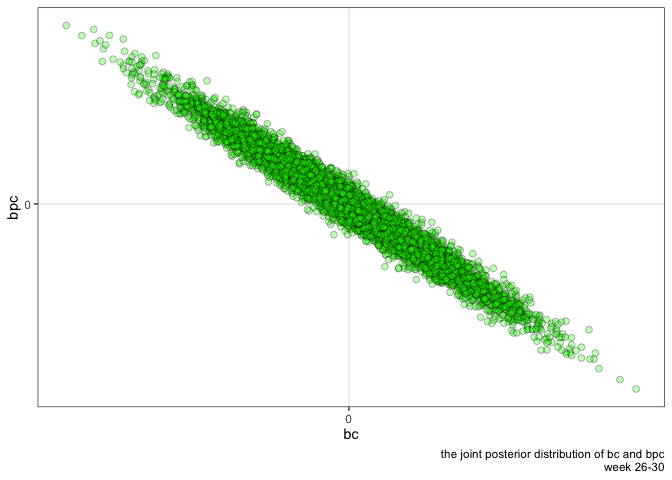 bpc
0
0
bc
the joint posterior distribution of bc and bpc
week 26-30